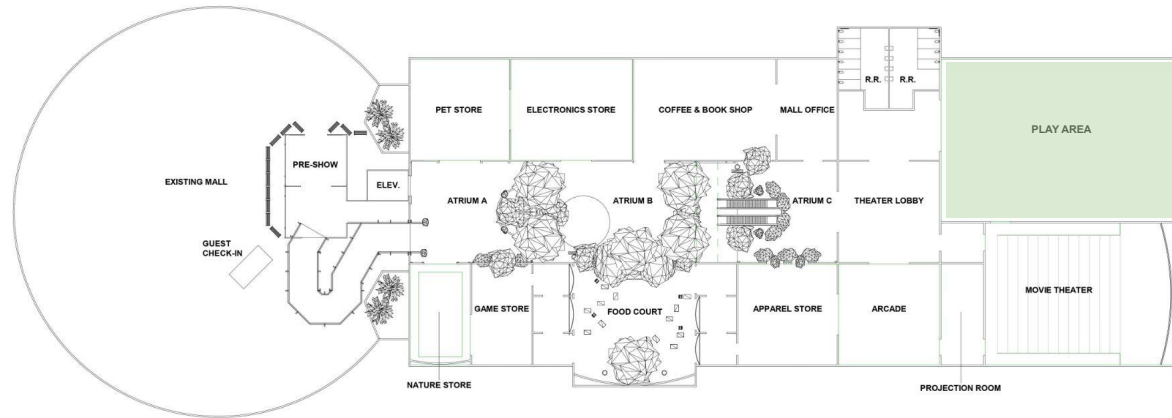 R.R.
R.R.
PET STORE
ELECTRONICS STORE
COFFEE & BOOK SHOP
MALL OFFICE
PLAY AREA
PRE-SHOW
EXISTING MALL
ELEV.
ATRIUM A
ATRIUM B
ATRIUM C
THEATER LOBBY
GUEST
CHECK-IN
GAME STORE
FOOD COURT
APPAREL STORE
ARCADE
MOVIE THEATER
NATURE STORE
PROJECTION ROOM